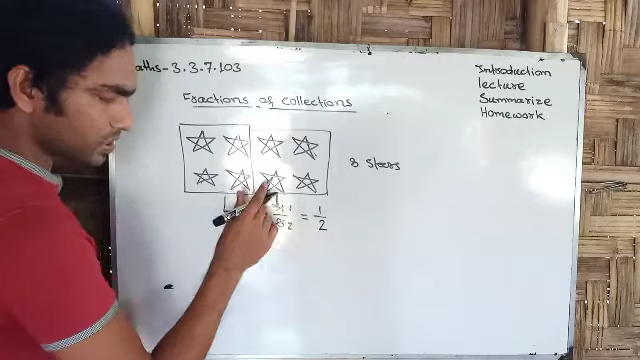 aths-3.3.7.103
Fractions of collections
8 stars
= 1/2
Introduction
lecture
Summarize
Homework